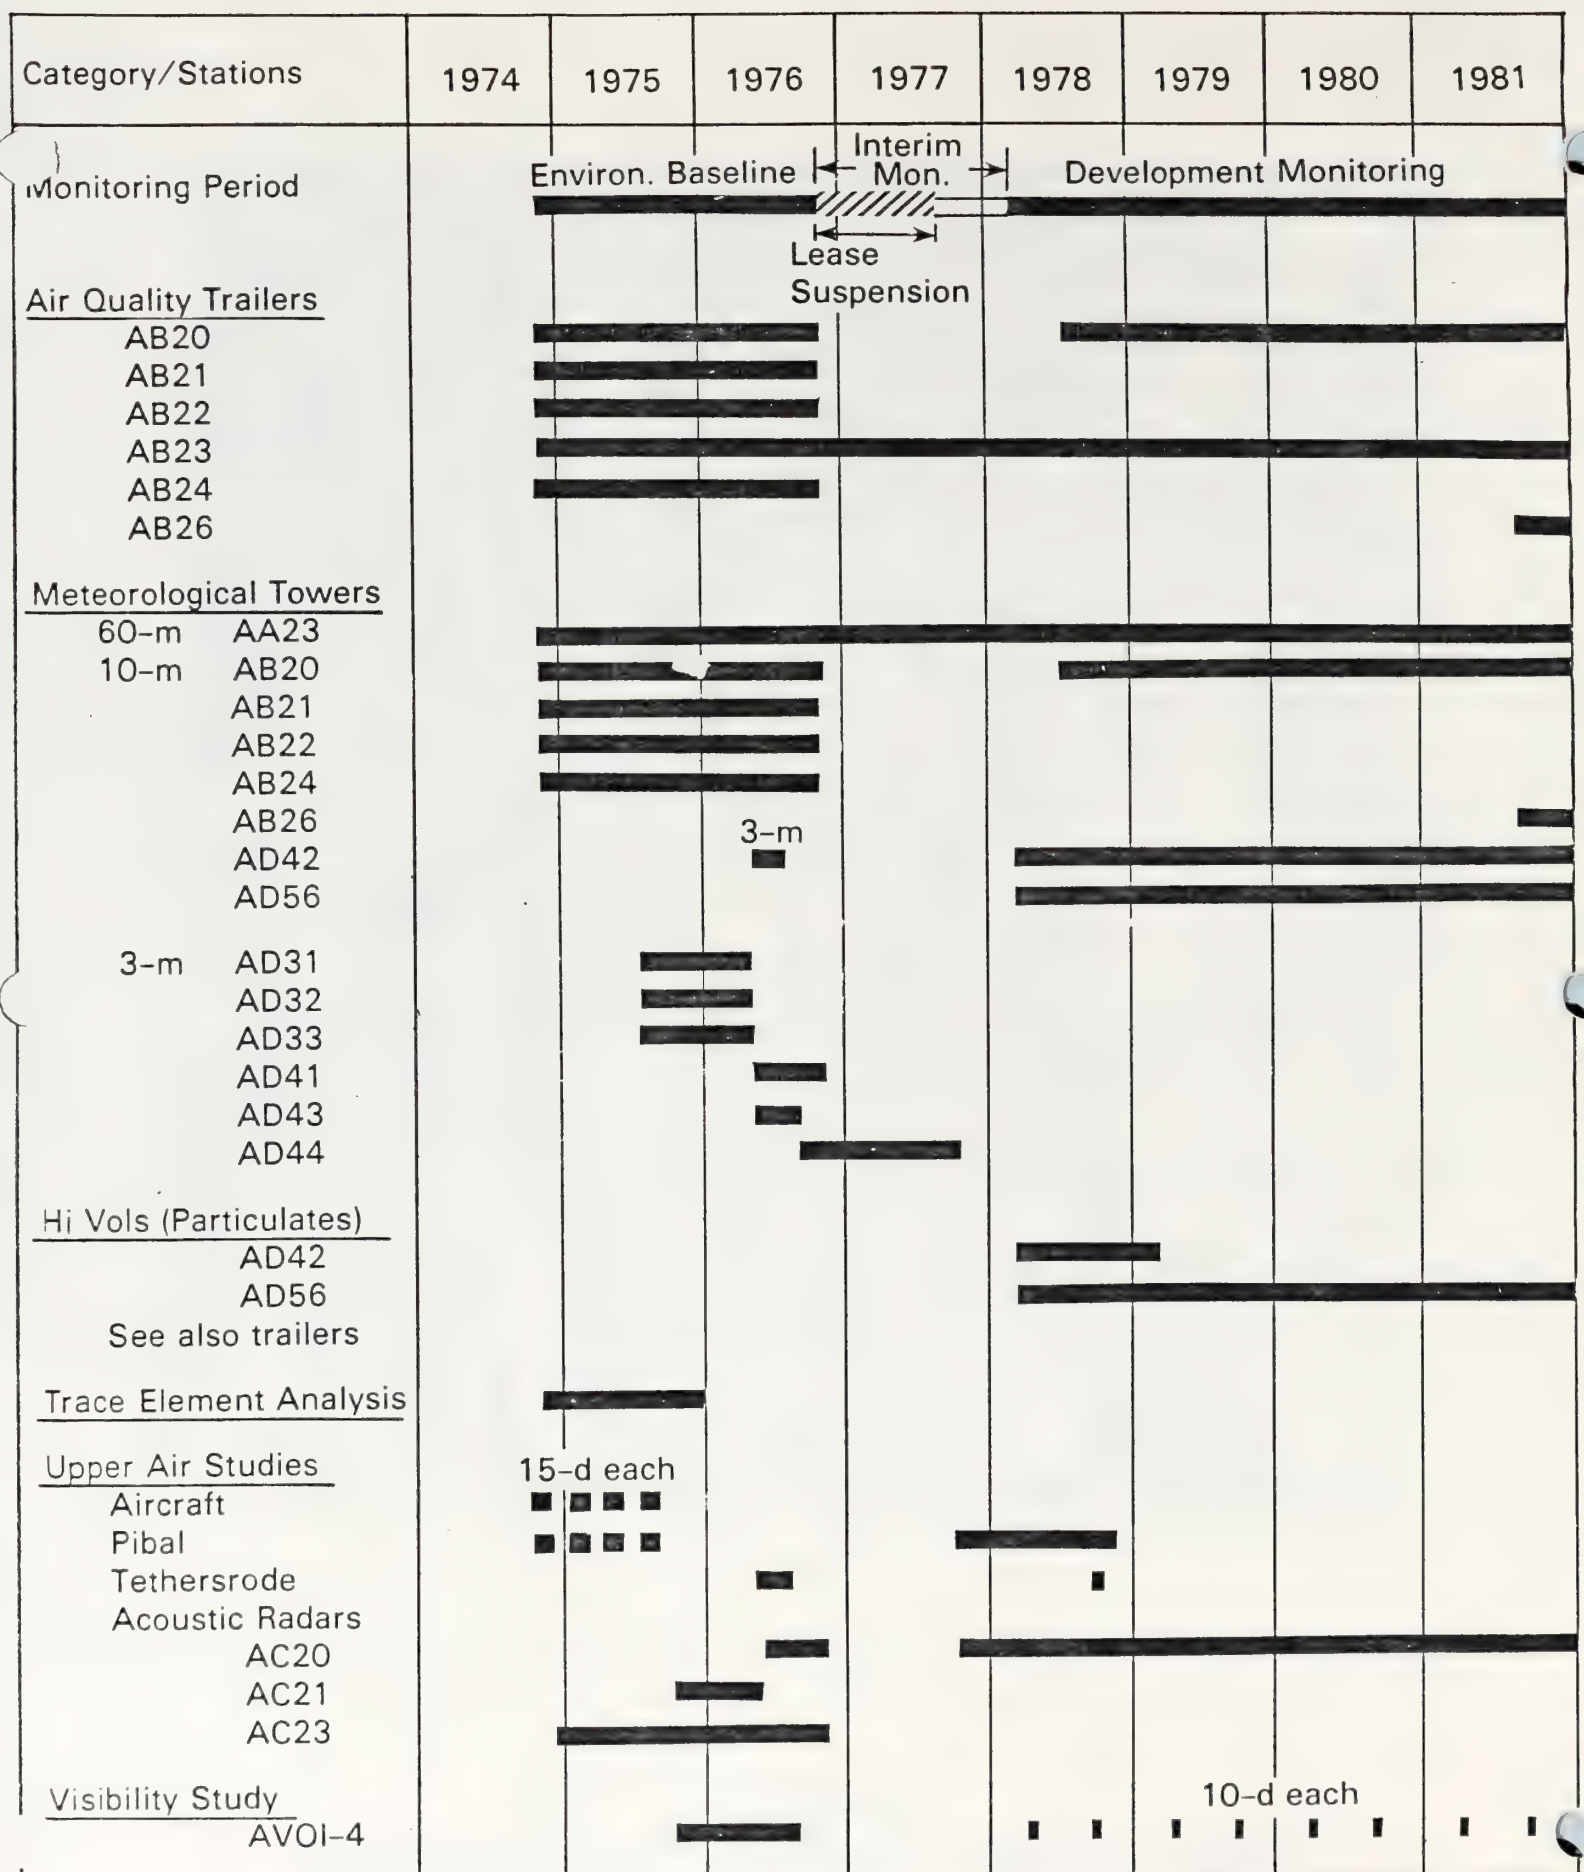 Category/Stations 1974 1975 1976 1977 1978 1979 1980 1981
Interim
Environ. Baseline Mon. Development Monitoring
Monitoring Period
Lease
Suspension
Air Quality Trailers
AB20
AB21
AB22
AB23
AB24
AB26
Meteorological Towers
60-m AA23
10-m AB20
AB21
AB22
AB24
AB26
3-m
AD42
AD56
3-m AD31
AD32
AD33
AD41
AD43
AD44
Hi Vols (Particulates)
AD42
AD56
See also trailers
Trace Element Analysis
Upper Air Studies
15-d each
Aircraft
Pibal
Tethersrode
Acoustic Radars
AC20
AC21
AC23
Visibility Study
10-d each
AVOI-4